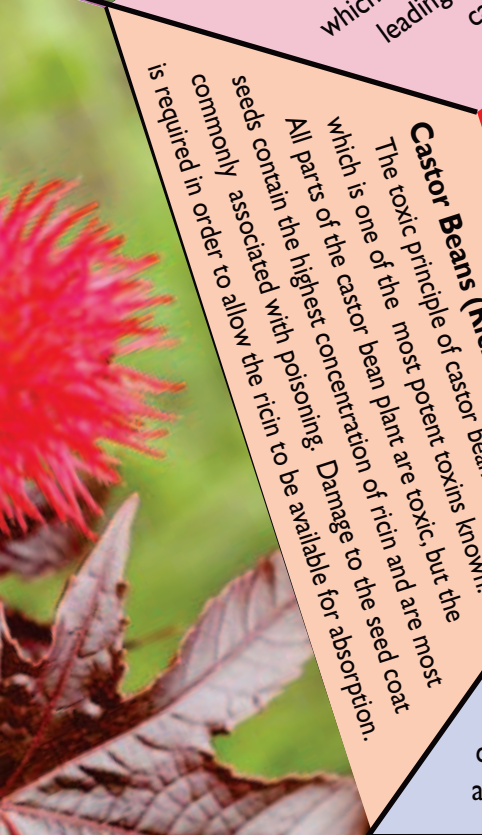 which
leading
Castor Beans (Ric
The toxic principle of castor bean
which is one of the most potent toxins known.
All parts of the castor bean plant are toxic, but the
seeds contain the highest concentration of ricin and are most
commonly associated with poisoning. Damage to the seed coat
is required in order to allow the ricin to be available for absorption.